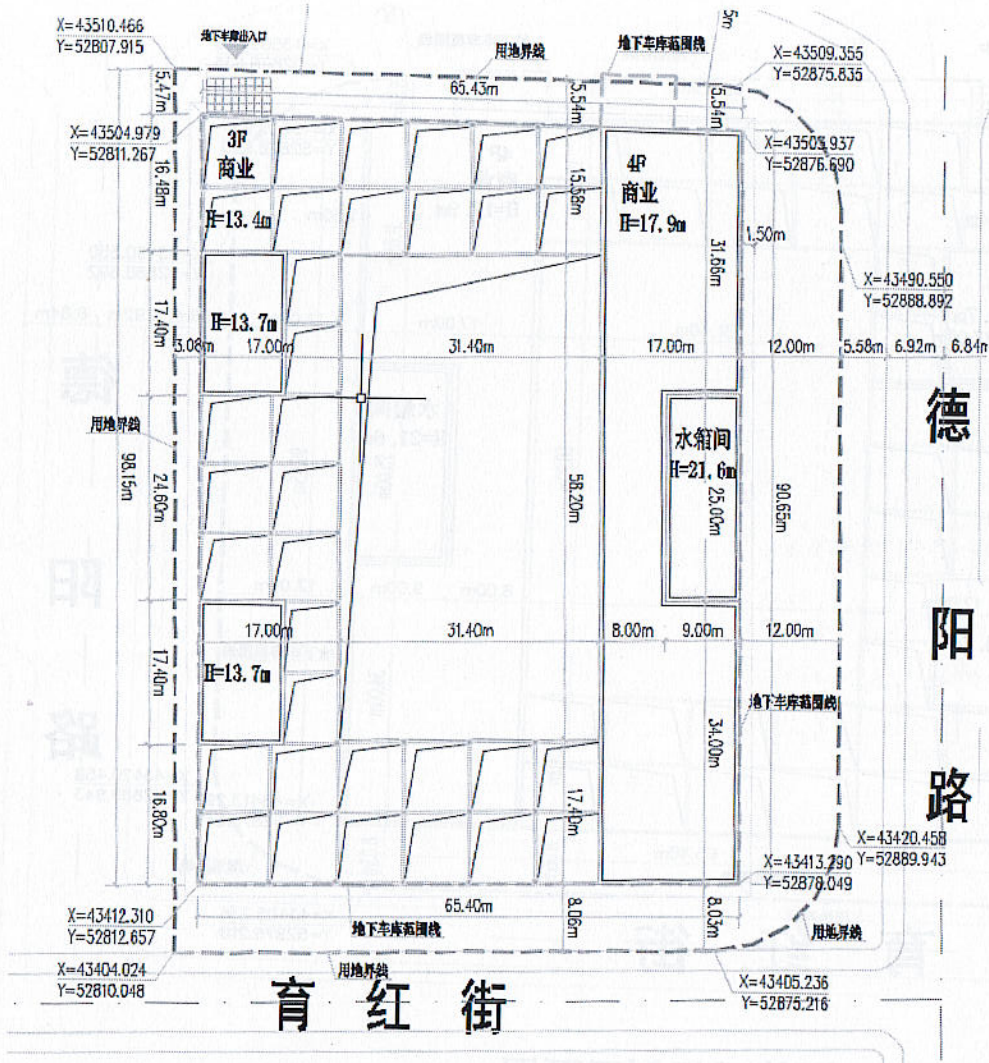 X=43510.466
Y=52807.915
地下车库出入口
用地界线
地下车库范围线
5m
X=43509.355
Y=52875.835
5.47m
65.43m
5.54m
5.54m
X=43504.979
Y=52811.267
3F
商业
H=13.4m
16.48m
15.58m
4F
商业
H=17.9m
X=43503.937
Y=52876.690
31.66m
1.50m
X=43490.550
Y=52888.892
17.40m
H=13.7m
3.08m
17.00m
31.40m
17.00m
12.00m
5.58m
6.92m
6.84m
用地界线
98.15m
24.60m
58.20m
水箱间
H=21.6m
25.00m
90.65m
德
阳
路
17.00m
31.40m
8.00m
9.00m
12.00m
17.40m
H=13.7m
地下车库范围线
34.00m
16.80m
17.40m
X=43420.458
Y=52889.943
X=43413.290
Y=52878.049
X=43412.310
Y=52812.657
65.40m
地下车库范围线
8.06m
8.03m
用地界线
X=43404.024
Y=52810.048
用地界线
X=43405.236
Y=52875.216
育红街